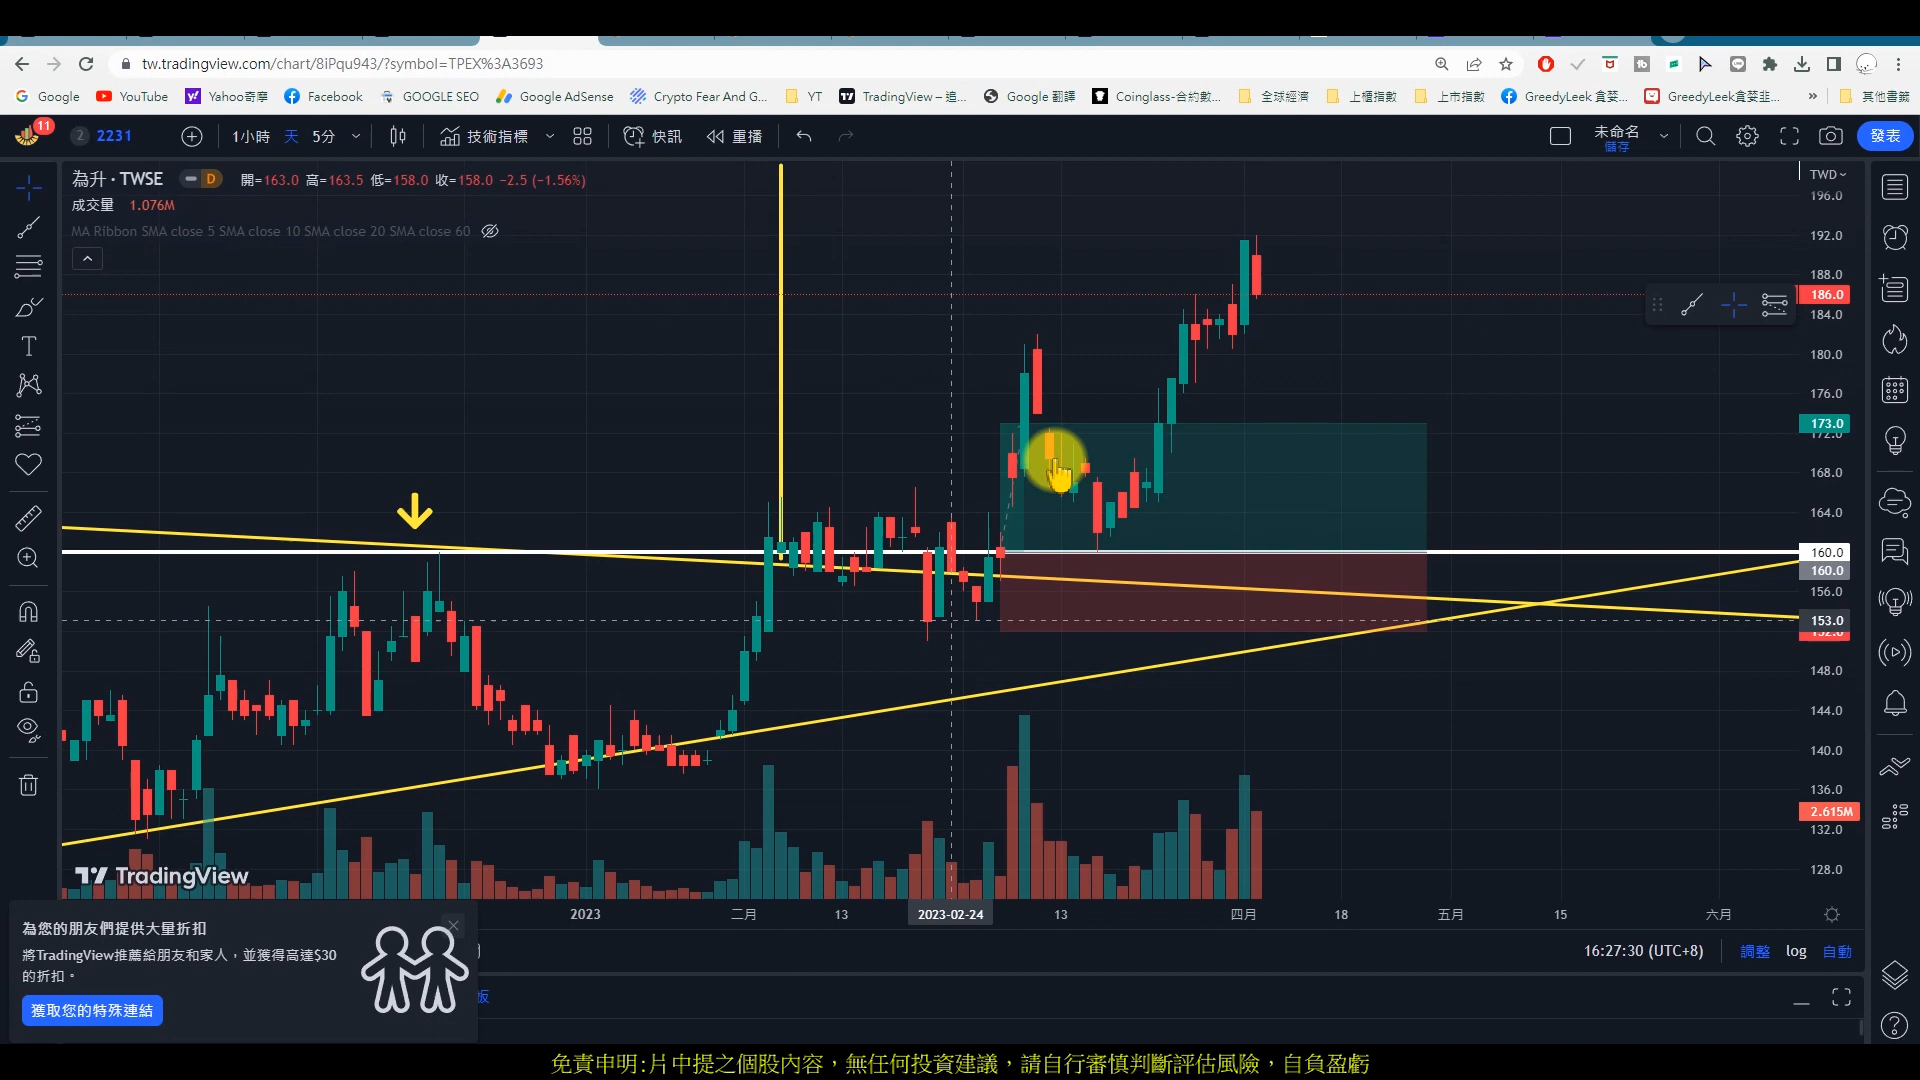 tw.tradingview.com/chart/8iPqu943/?symbol=TPEX%3A3693
Google YouTube Yahoo奇摩 Facebook GOOGLE SEO Google AdSense Crypto Fear And G... YT TradingView – 追... Google 翻譯 Coinglass-合約數... 全球經濟 上櫃指數 上市指數 GreedyLeek 貪婪... GreedyLeek貪婪韭... » 其他書籤
11 2 2231 1小時 天 5分 技術指標 快訊 重播 未命名 儲存 發表
為升 · TWSE D 開=163.0 高=163.5 低=158.0 收=158.0 -2.5 (-1.56%)
成交量 1.076M
MA Ribbon SMA close 5 SMA close 10 SMA close 20 SMA close 60
TWD
196.0
192.0
188.0
186.0
184.0
180.0
176.0
173.0
172.0
168.0
164.0
160.0
160.0
156.0
153.0
152.0
148.0
144.0
140.0
136.0
2.615M
132.0
128.0
TradingView
2023 二月 13 2023-02-24 13 四月 18 五月 15 六月
為您的朋友們提供大量折扣
將TradingView推薦給朋友和家人，並獲得高達$30
的折扣。
獲取您的特殊連結
16:27:30 (UTC+8) 調整 log 自動
板
免責申明:片中提之個股內容，無任何投資建議，請自行審慎判斷評估風險，自負盈虧